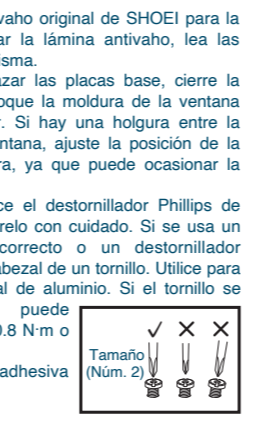 vaho original de SHOEI para la
ar la lámina antivaho, lea las
isma.
zar las placas base, cierre la
oque la moldura de la ventana
r. Si hay una holgura entre la
ntana, ajuste la posición de la
ra, ya que puede ocasionar la
ce el destornillador Phillips de
relo con cuidado. Si se usa un
correcto o un destornillador
bezal de un tornillo. Utilice para
al de aluminio. Si el tornillo se
puede
0.8 N·m o
adhesiva
Tamaño
(Núm. 2)